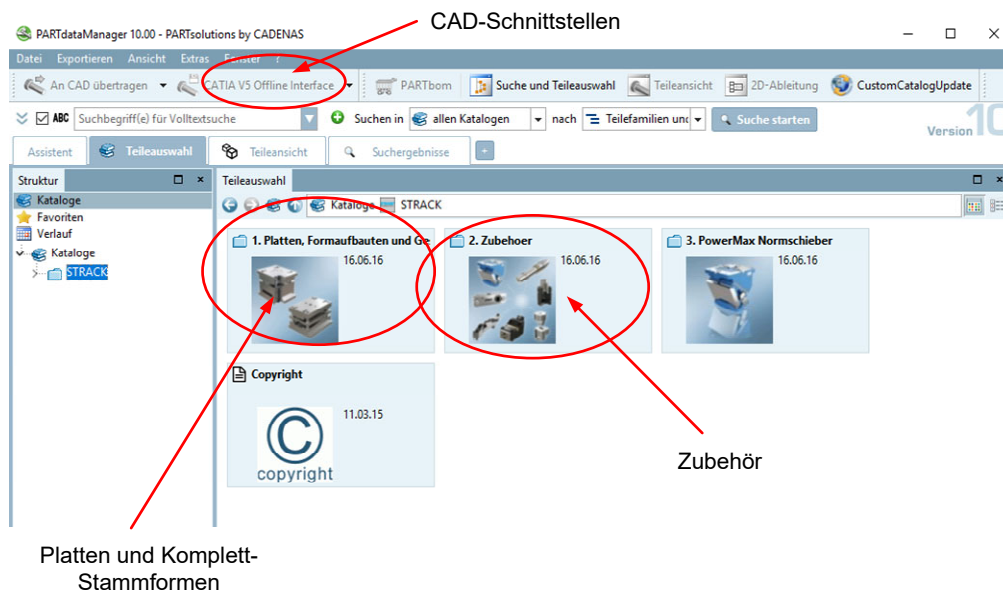 CAD-Schnittstellen
PARTdataManager 10.00 - PARTsolutions by CADENAS
Datei Exportieren Ansicht Extras Fenster ?
An CAD übertragen CATIA V5 Offline Interface PARTbom Suche und Teileauswahl Teileansicht 2D-Ableitung CustomCatalogUpdate
ABC Suchbegriff(e) für Volltextsuche Suchen in allen Katalogen nach Teilefamilien und Suche starten
Version 10
Assistent Teileauswahl Teileansicht Suchergebnisse +
Struktur
Teileauswahl
Kataloge
Favoriten
Verlauf
Kataloge
STRACK
Kataloge STRACK
1. Platten, Formaufbauten und Ge
16.06.16
2. Zubehoer
16.06.16
3. PowerMax Normschieber
16.06.16
Copyright
11.03.15
copyright
Zubehör
Platten und Komplett-
Stammformen